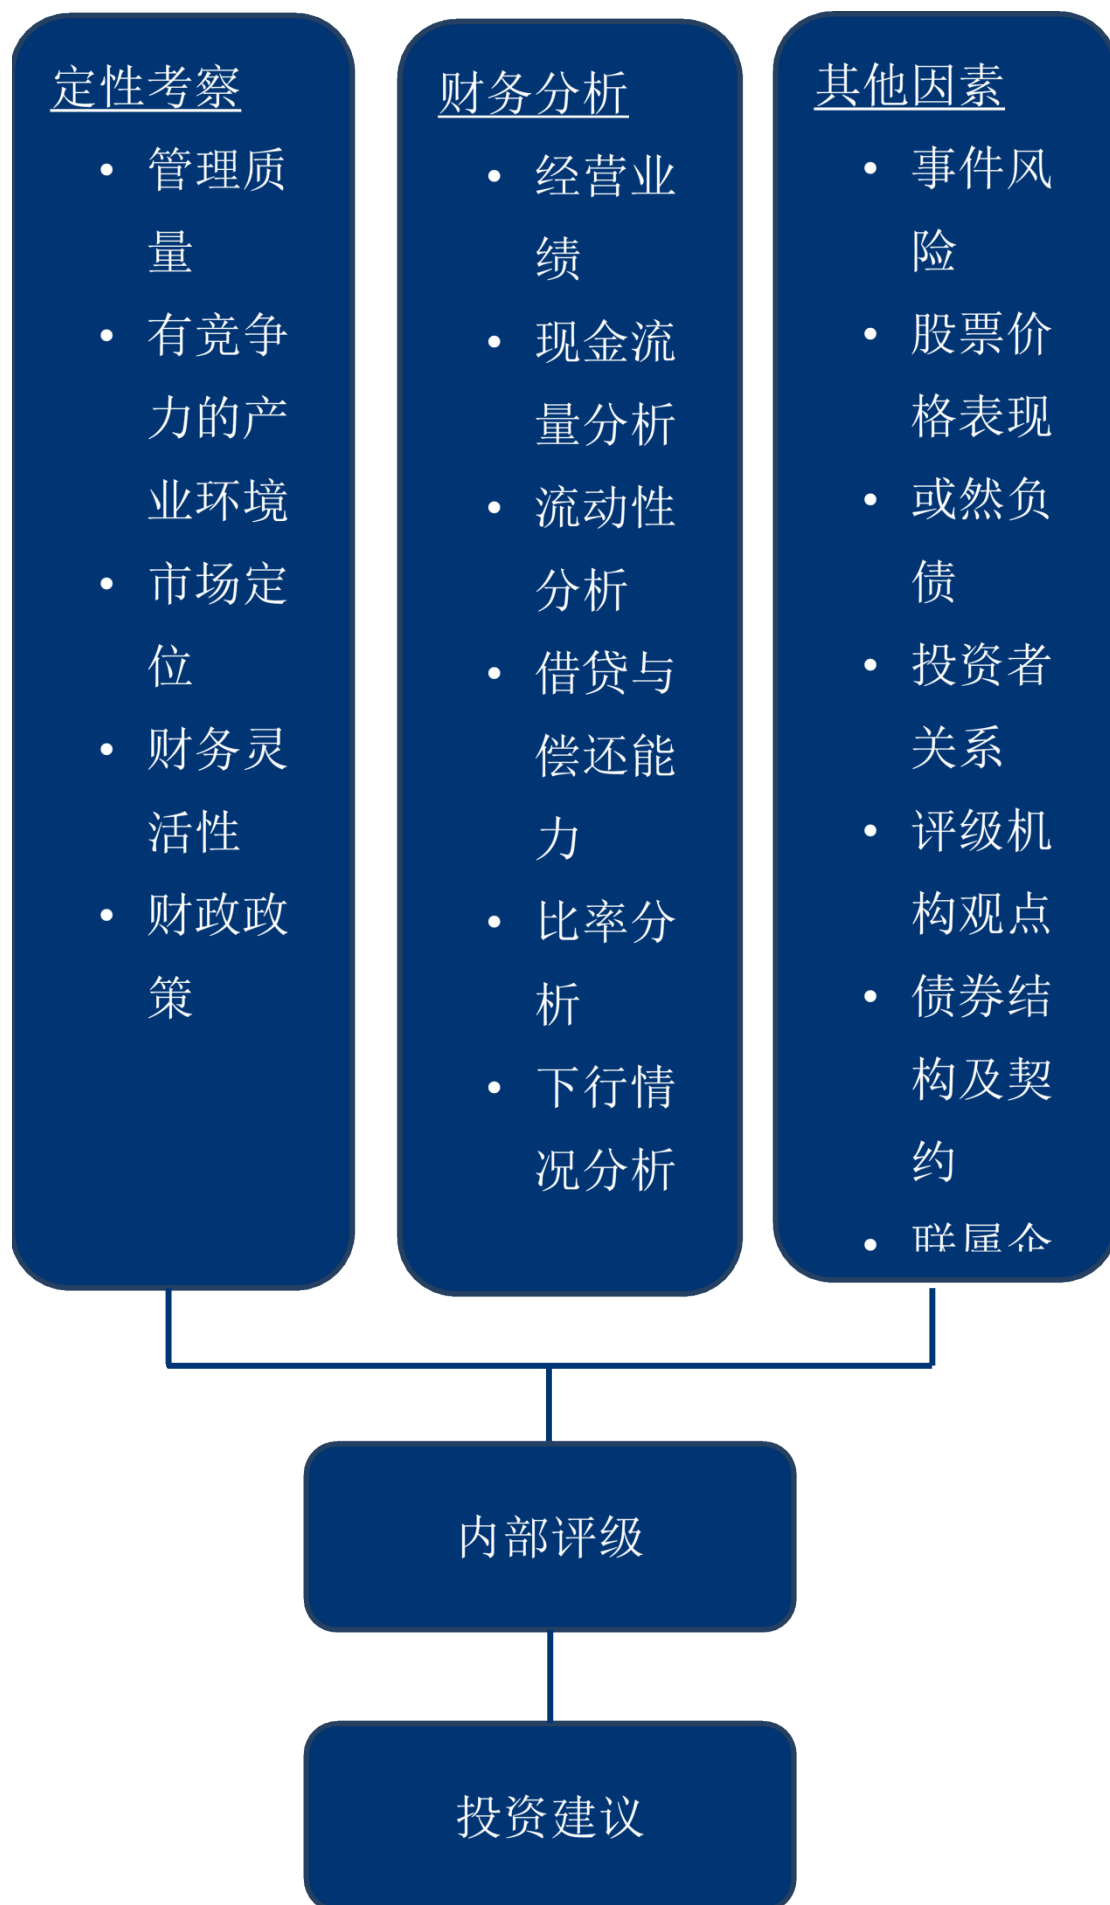 定性考察
• 管理质
量
• 有竞争
力的产
业环境
• 市场定
位
• 财务灵
活性
• 财政政
策
财务分析
• 经营业
绩
• 现金流
量分析
• 流动性
分析
• 借贷与
偿还能
力
• 比率分
析
• 下行情
况分析
其他因素
• 事件风
险
• 股票价
格表现
• 或然负
债
• 投资者
关系
• 评级机
构观点
• 债券结
构及契
约
• 联属企
内部评级
投资建议